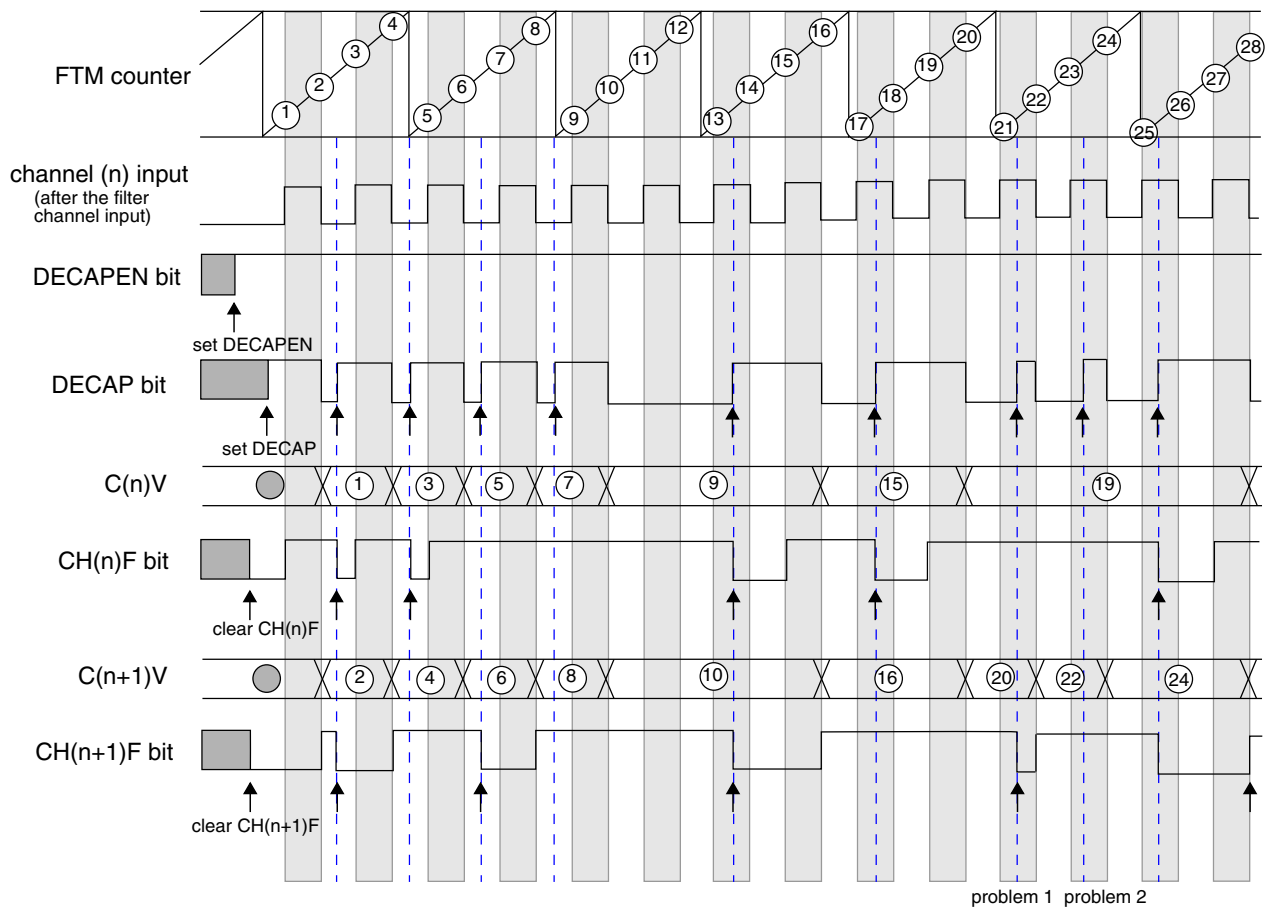 4 8 12 16 20 24 28
3 7 11 15 19 23 27
FTM counter
2 6 10 14 18 22 26
1 5 9 13 17 21 25
channel (n) input
(after the filter
channel input)
DECAPEN bit
set DECAPEN
DECAP bit
set DECAP
C(n)V 1 3 5 7 9 15 19
CH(n)F bit
clear CH(n)F
C(n+1)V 2 4 6 8 10 16 20 22 24
CH(n+1)F bit
clear CH(n+1)F
problem 1 problem 2